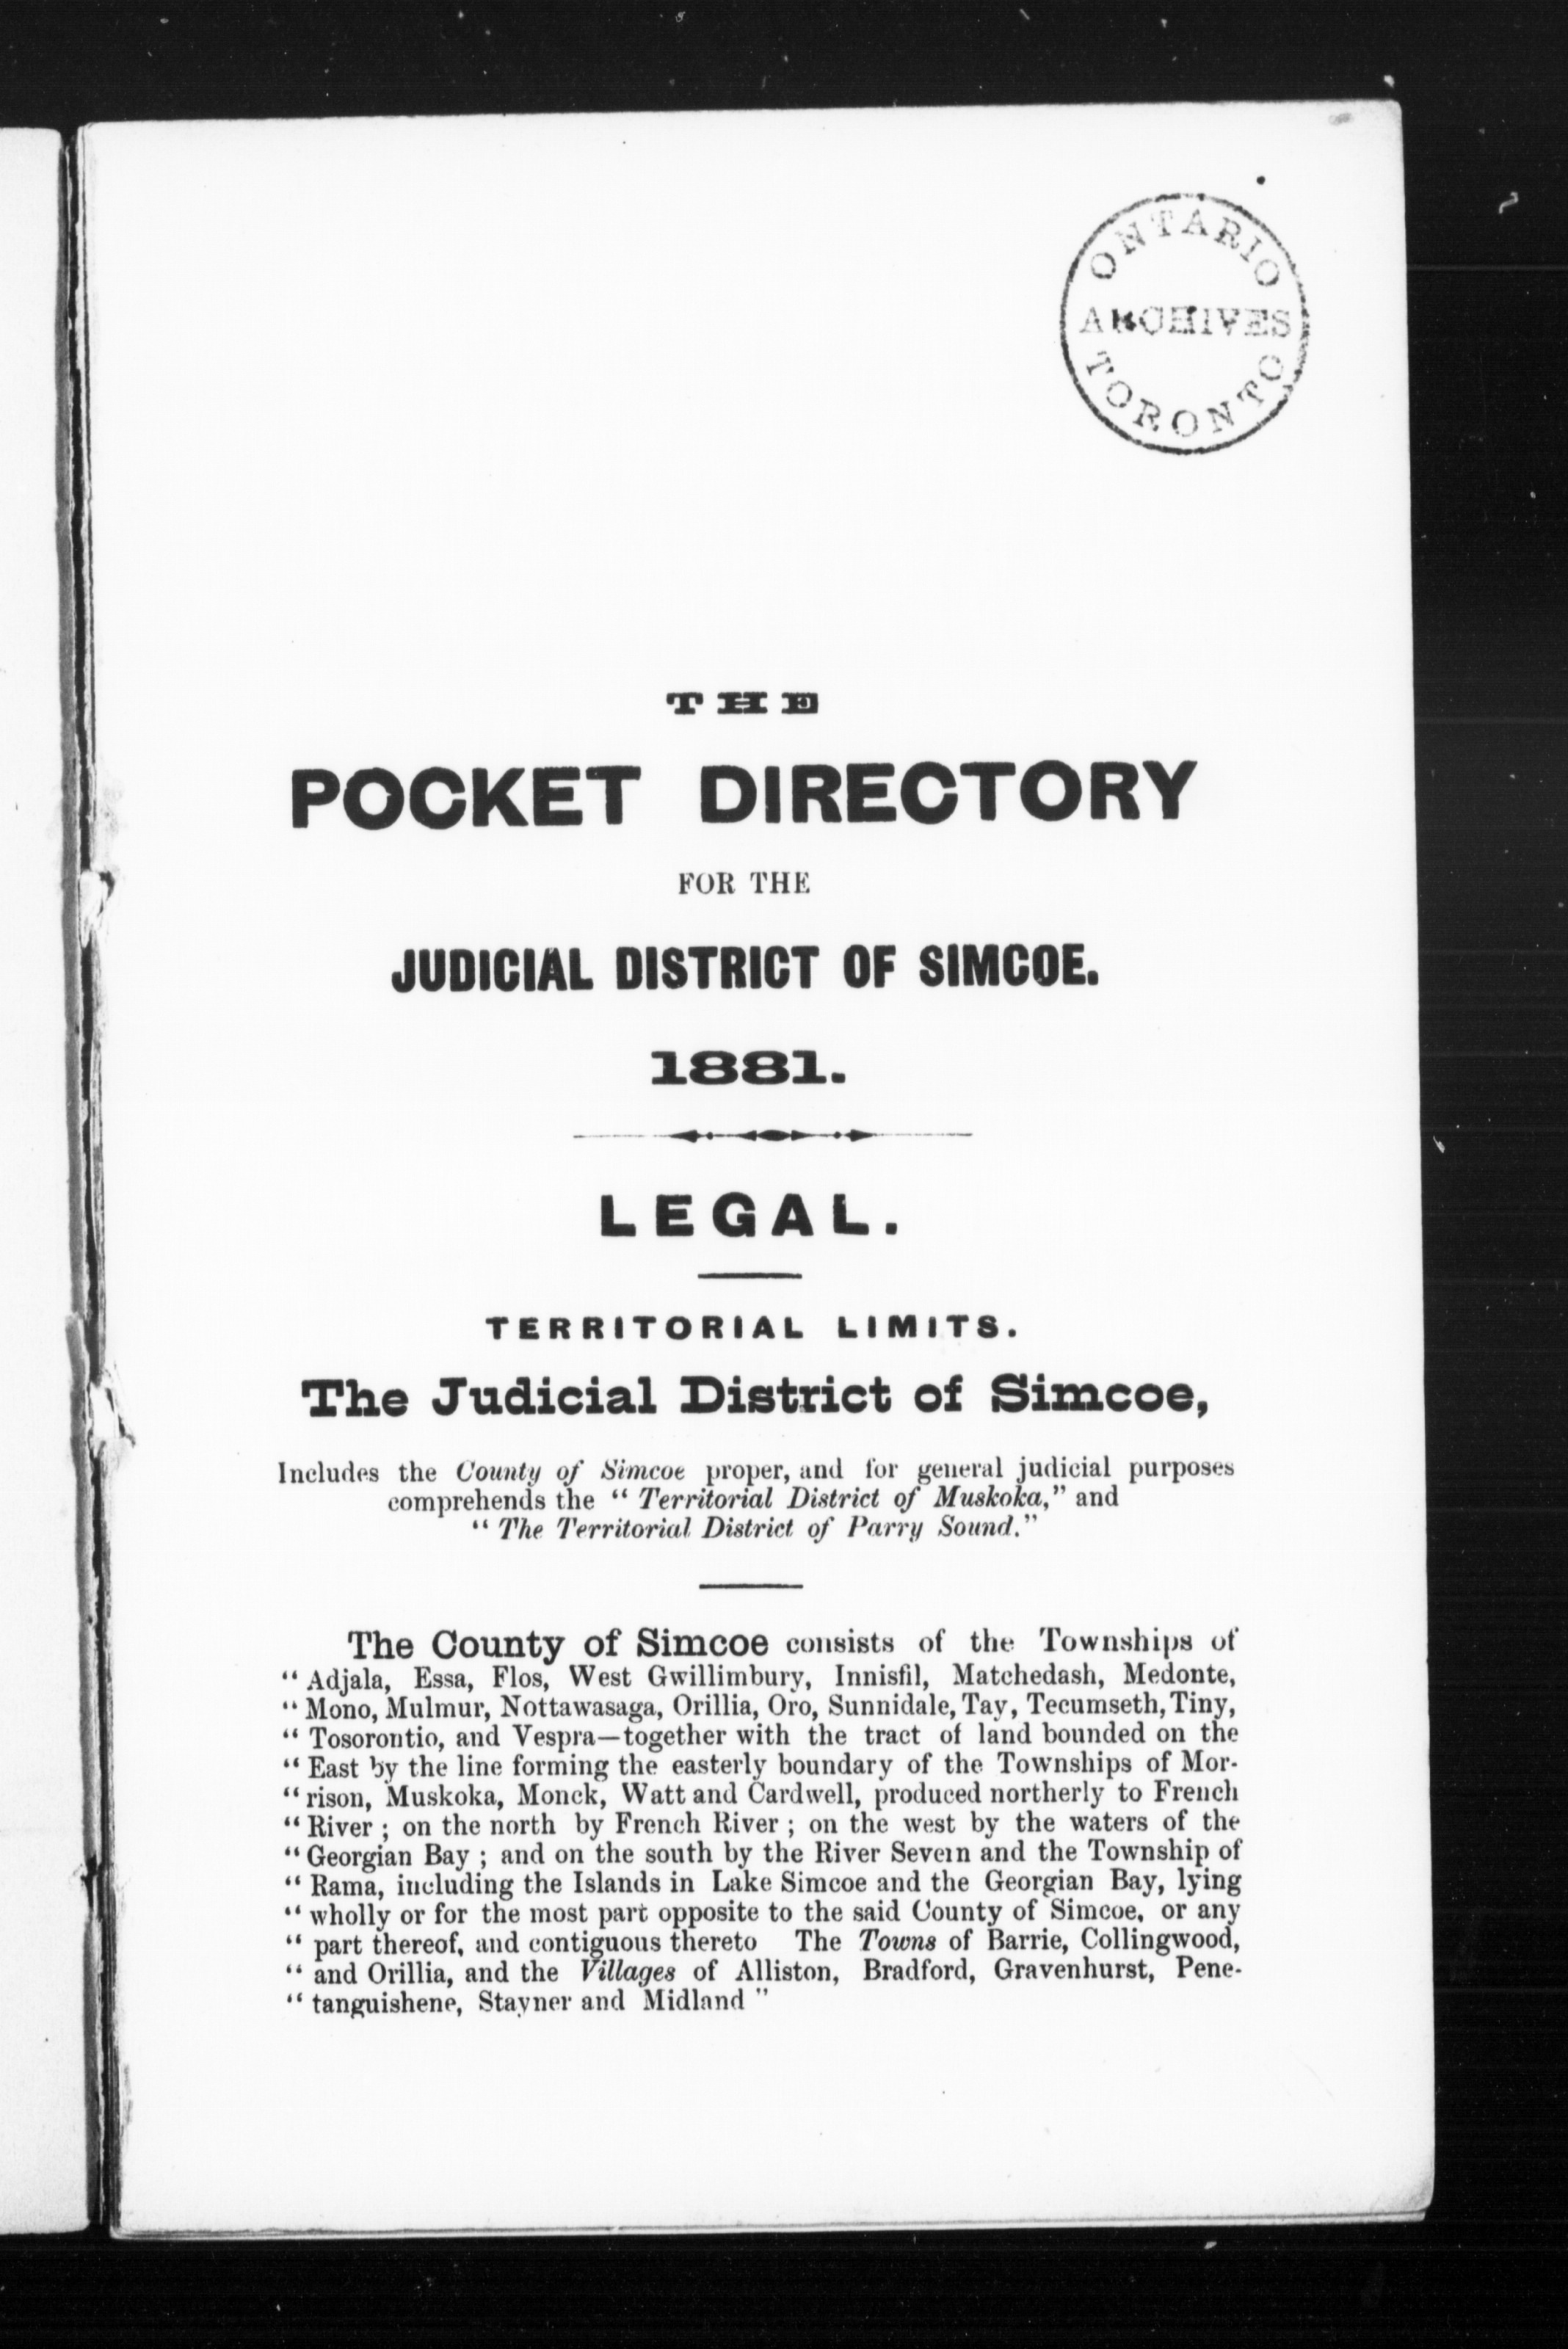 ONTARIO
ARCHIVES
TORONTO
THE
POCKET DIRECTORY
FOR THE
JUDICIAL DISTRICT OF SIMCOE.
1881.
LEGAL.
TERRITORIAL LIMITS.
The Judicial District of Simcoe,
Includes the County of Simcoe proper, and for general judicial purposes
comprehends the " Territorial District of Muskoka," and
" The Territorial District of Parry Sound."
The County of Simcoe consists of the Townships of
" Adjala, Essa, Flos, West Gwillimbury, Innisfil, Matchedash, Medonte,
" Mono, Mulmur, Nottawasaga, Orillia, Oro, Sunnidale, Tay, Tecumseth, Tiny,
" Tosorontio, and Vespra—together with the tract of land bounded on the
" East by the line forming the easterly boundary of the Townships of Mor-
" rison, Muskoka, Monck, Watt and Cardwell, produced northerly to French
" River ; on the north by French River ; on the west by the waters of the
" Georgian Bay ; and on the south by the River Severn and the Township of
" Rama, including the Islands in Lake Simcoe and the Georgian Bay, lying
" wholly or for the most part opposite to the said County of Simcoe, or any
" part thereof, and contiguous thereto The Towns of Barrie, Collingwood,
" and Orillia, and the Villages of Alliston, Bradford, Gravenhurst, Pene-
" tanguishene, Stayner and Midland "